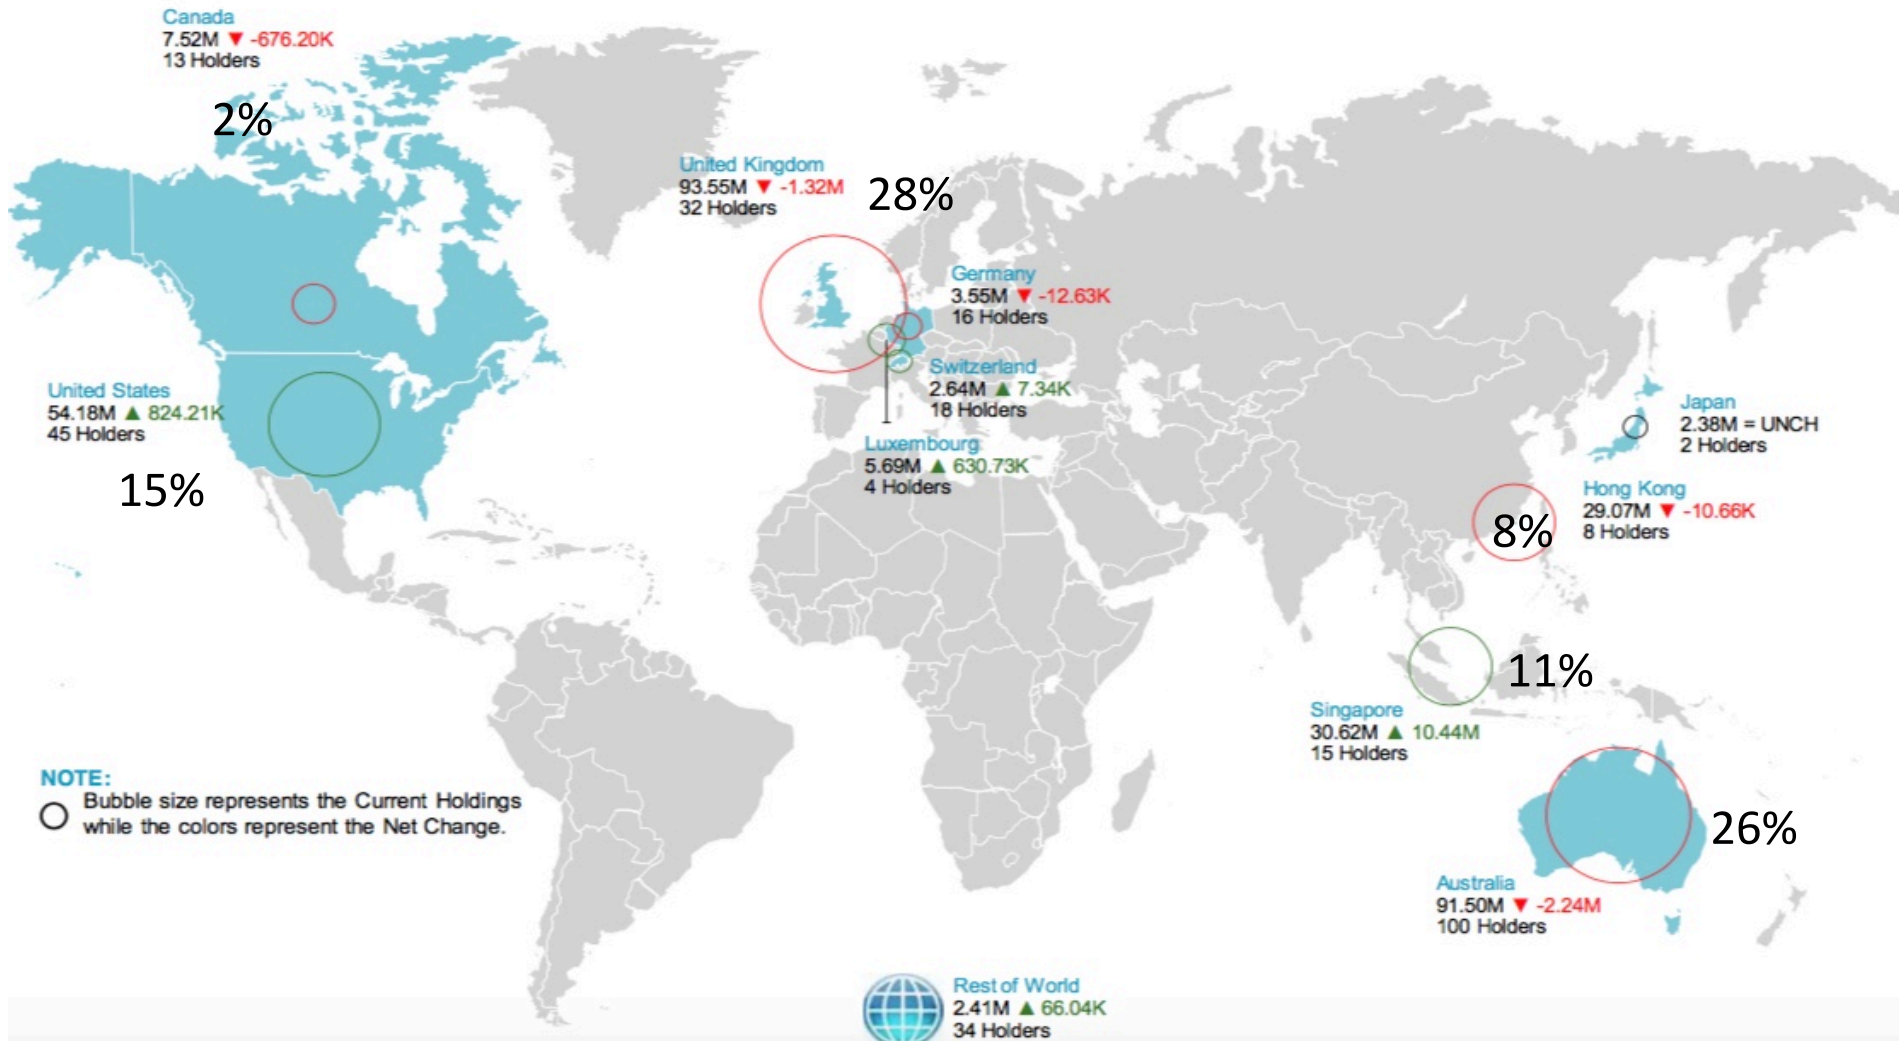 Canada
7.52M ▼ -676.20K
13 Holders
2%
United Kingdom
93.55M ▼ -1.32M
32 Holders
28%
Germany
3.55M ▼ -12.63K
16 Holders
Switzerland
2.64M ▲ 7.34K
18 Holders
Luxembourg
5.69M ▲ 630.73K
4 Holders
United States
54.18M ▲ 824.21K
45 Holders
15%
Japan
2.38M = UNCH
2 Holders
Hong Kong
29.07M ▼ -10.66K
8 Holders
8%
11%
Singapore
30.62M ▲ 10.44M
15 Holders
26%
Australia
91.50M ▼ -2.24M
100 Holders
NOTE:
Bubble size represents the Current Holdings
while the colors represent the Net Change.
Rest of World
2.41M ▲ 66.04K
34 Holders